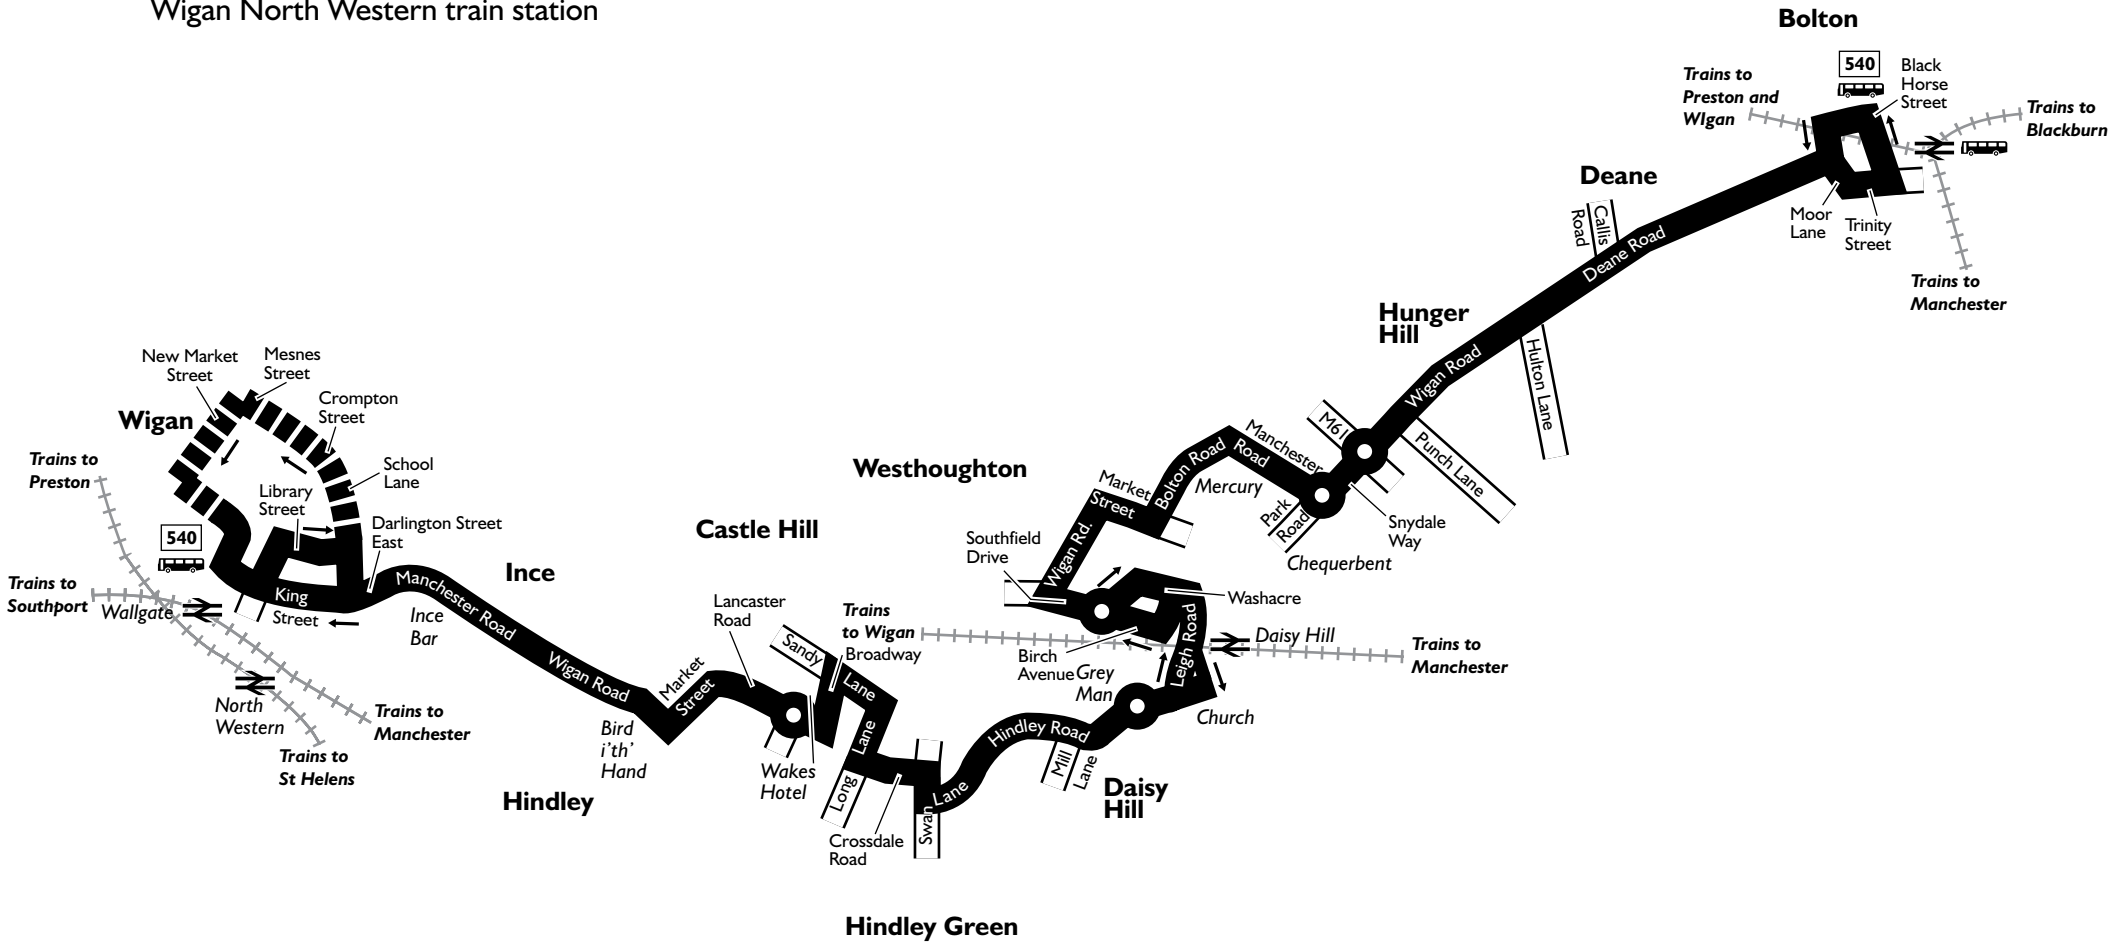 Wigan North Western train station
Bolton
540
Black
Horse
Street
Trains to
Preston and
WIgan
Trains to
Blackburn
Deane
Callis
Road
Moor
Lane
Trinity
Street
Deane Road
Trains to
Manchester
Hunger
Hill
Hulton Lane
Wigan Road
M61
Punch Lane
New Market
Street
Mesnes
Street
Crompton
Street
Wigan
School
Lane
Trains to
Preston
Library
Street
Darlington Street
East
540
Trains to
Southport
Wallgate
King
Street
North
Western
Trains to
St Helens
Trains to
Manchester
Manchester Road
Ince
Ince
Bar
Wigan Road
Bird
i'th'
Hand
Hindley
Market
Street
Castle Hill
Lancaster
Road
Wakes
Hotel
Sandy
Lane
Trains
to Wigan
Broadway
Lane
Long
Crossdale
Road
Swan
Lane
Hindley Green
Hindley Road
Mill
Lane
Daisy
Hill
Church
Grey
Man
Leigh Road
Birch
Avenue
Washacre
Daisy Hill
Trains to
Manchester
Southfield
Drive
Wigan Rd.
Westhoughton
Market
Street
Bolton Road
Manchester
Road
Mercury
Park
Road
Snydale
Way
Chequerbent